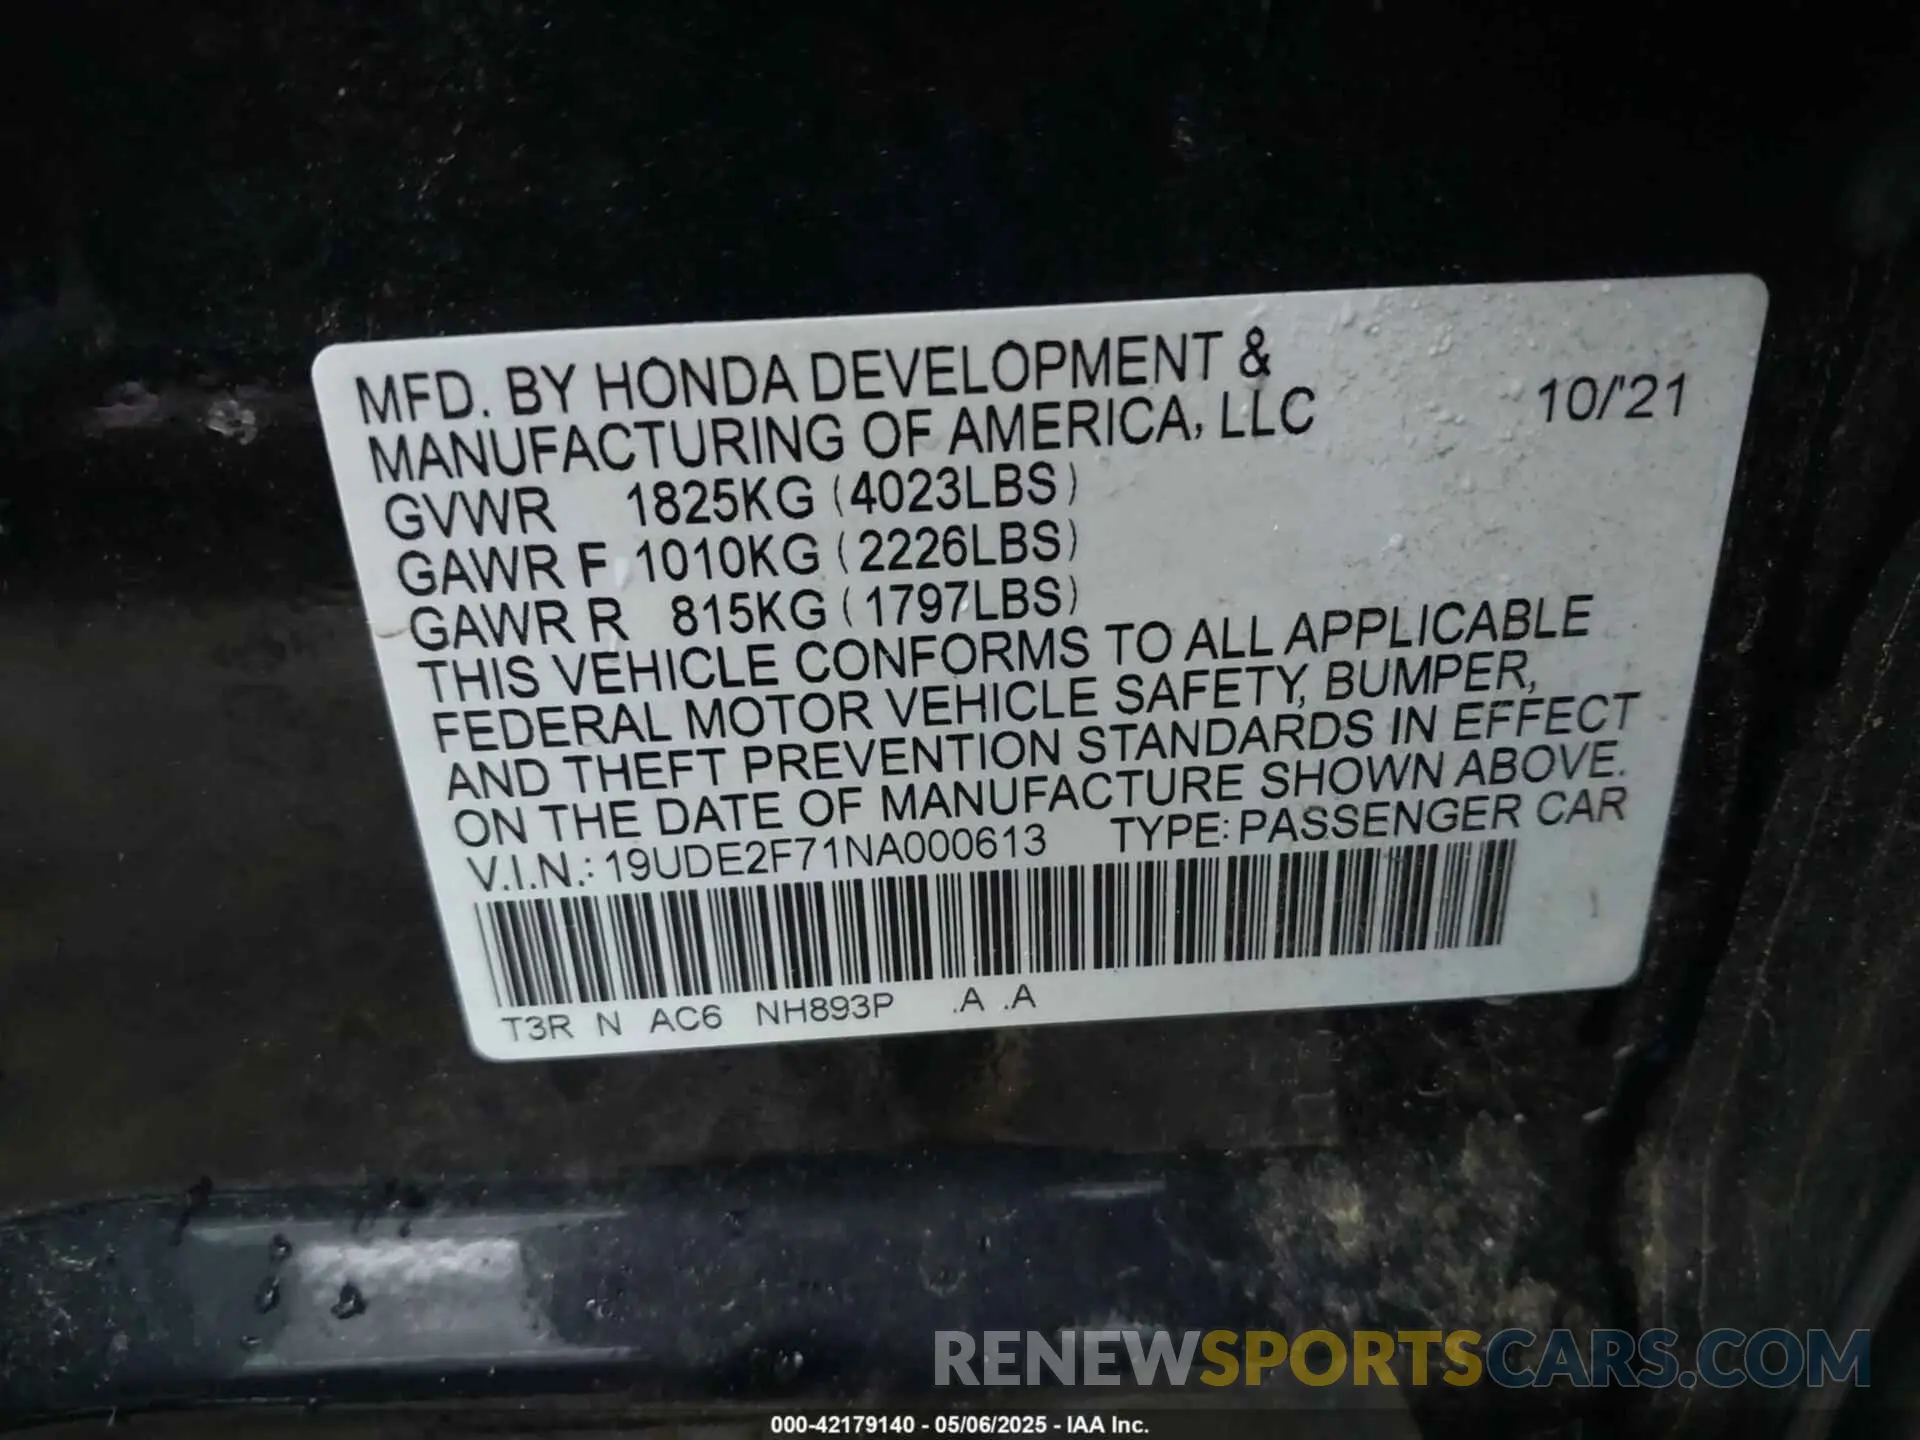 MFD. BY HONDA DEVELOPMENT &
MANUFACTURING OF AMERICA, LLC 10/'21
GVWR 1825KG (4023LBS)
GAWR F 1010KG (2226LBS)
GAWR R 815KG (1797LBS)
THIS VEHICLE CONFORMS TO ALL APPLICABLE
FEDERAL MOTOR VEHICLE SAFETY, BUMPER,
AND THEFT PREVENTION STANDARDS IN EFFECT
ON THE DATE OF MANUFACTURE SHOWN ABOVE.
V.I.N.: 19UDE2F71NA000613 TYPE: PASSENGER CAR
T3R N AC6 NH893P .A .A
RENEWSPORTSCARS.COM
000-42179140 - 05/06/2025 - IAA Inc.